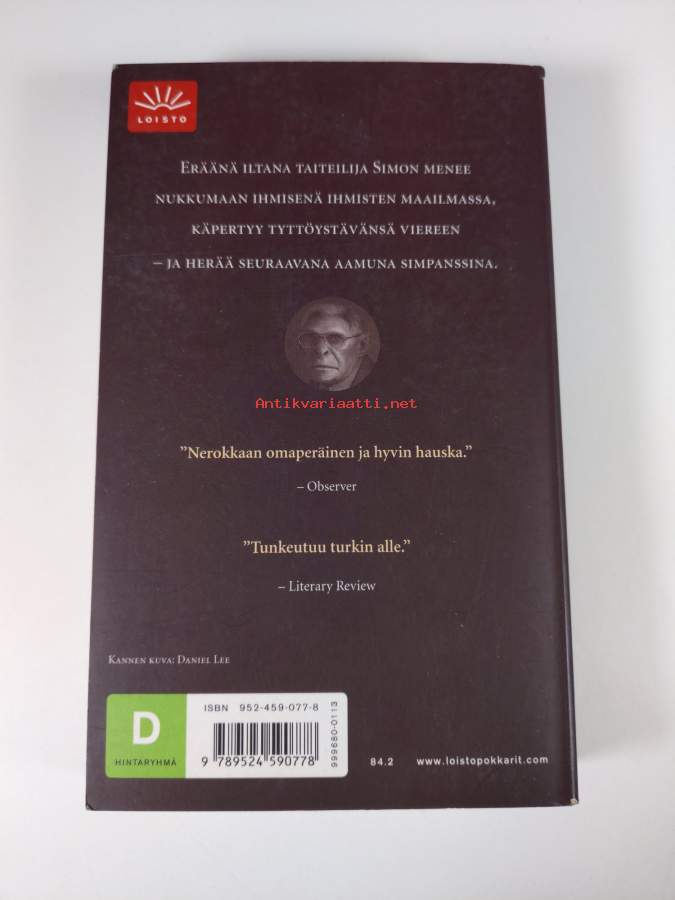 LOISTO
ERÄÄNÄ ILTANA TAITEILIJA SIMON MENEE
NUKKUMAAN IHMISENÄ IHMISTEN MAAILMASSA,
KÄPERTYY TYTTÖYSTÄVÄNSÄ VIEREEN
– JA HERÄÄ SEURAAVANA AAMUNA SIMPANSSINA.
Antikvariaatti.net
”Nerokkaan omaperäinen ja hyvin hauska.”
– Observer
”Tunkeutuu turkin alle.”
– Literary Review
KANNEN KUVA: DANIEL LEE
D
HINTARYHMÄ
ISBN 952-459-077-8
9 789524 590778
999680-0113
84.2
www.loistopokkarit.com